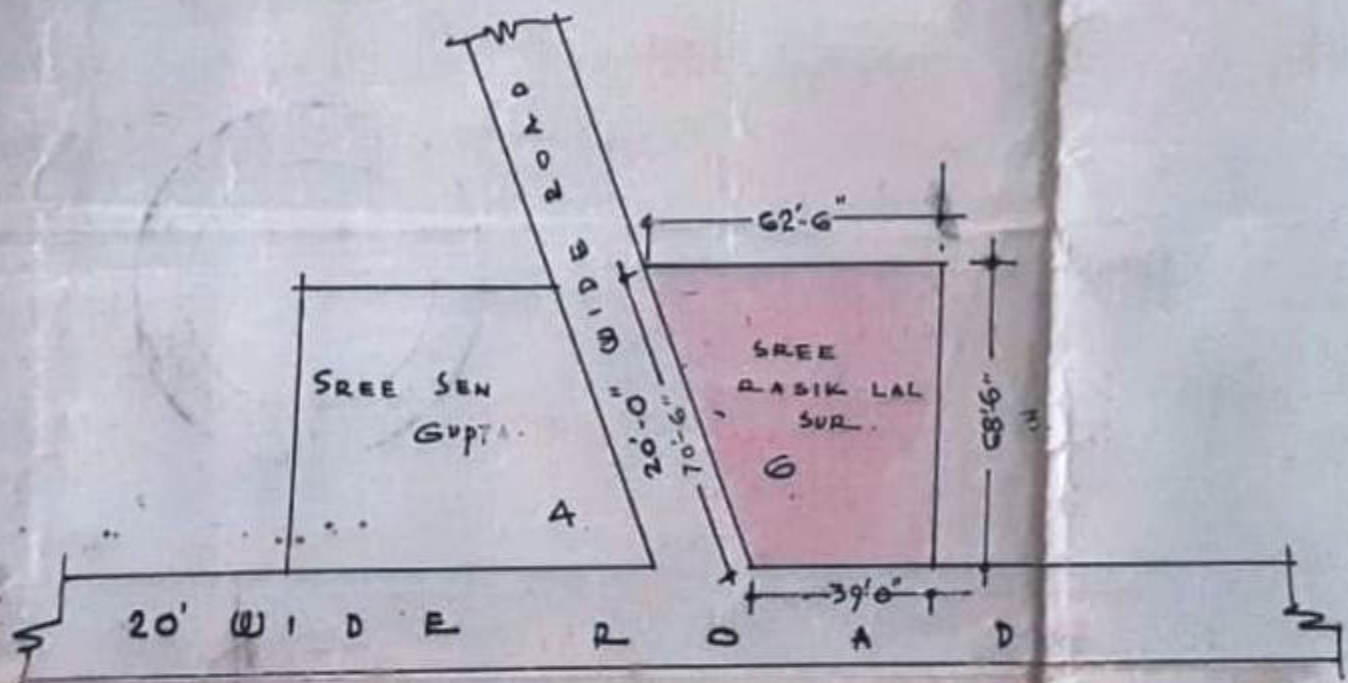 20'-0" WIDE ROAD
62'-6"
SREE
RASIK LAL
SUR.
6
70'-6"
68'6"
SREE SEN
GUPTA.
4
39'0"
20' WIDE ROAD